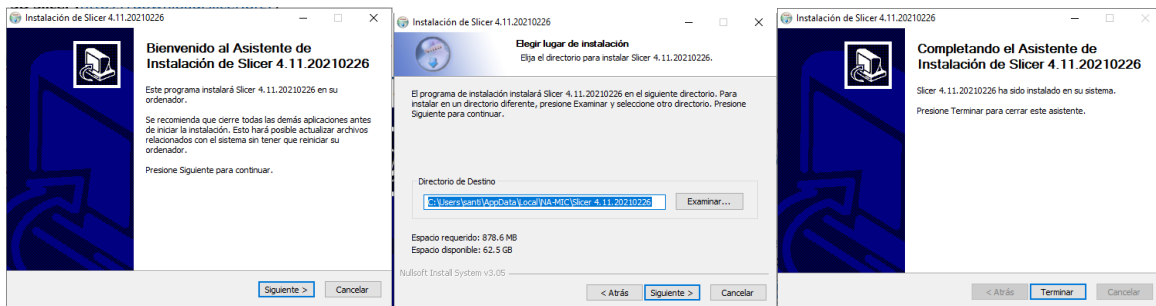 Instalación de Slicer 4.11.20210226
Bienvenido al Asistente de
Instalación de Slicer 4.11.20210226
Este programa instalará Slicer 4.11.20210226 en su
ordenador.
Se recomienda que cierre todas las demás aplicaciones antes
de iniciar la instalación. Esto hará posible actualizar archivos
relacionados con el sistema sin tener que reiniciar su
ordenador.
Presione Siguiente para continuar.
Siguiente >
Cancelar
Instalación de Slicer 4.11.20210226
Elegir lugar de instalación
Elija el directorio para instalar Slicer 4.11.20210226.
El programa de instalación instalará Slicer 4.11.20210226 en el siguiente directorio. Para
instalar en un directorio diferente, presione Examinar y seleccione otro directorio. Presione
Siguiente para continuar.
Directorio de Destino
C:\Users\santi\AppData\Local\NA-MIC\Slicer 4.11.20210226
Examinar...
Espacio requerido: 878.6 MB
Espacio disponible: 62.5 GB
Nullsoft Install System v3.05
< Atrás
Siguiente >
Cancelar
Instalación de Slicer 4.11.20210226
Completando el Asistente de
Instalación de Slicer 4.11.20210226
Slicer 4.11.20210226 ha sido instalado en su sistema.
Presione Terminar para cerrar este asistente.
< Atrás
Terminar
Cancelar